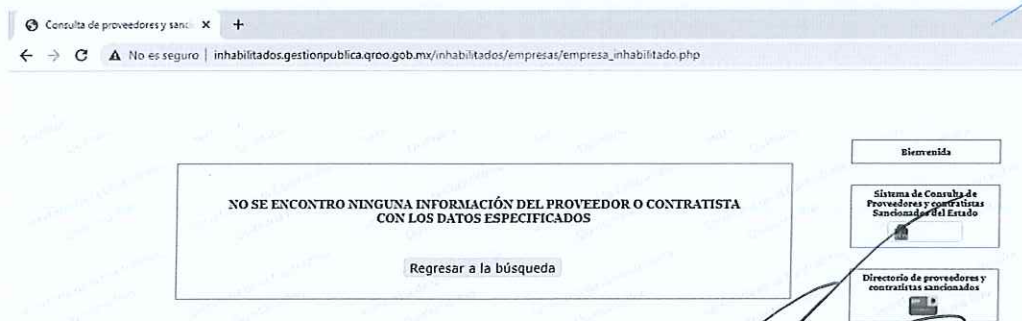 Consulta de proveedores y sanci
No es seguro | inhabilitados.gestionpublica.qroo.gob.mx/inhabilitados/empresas/empresa_inhabilitado.php
Bienvenida
NO SE ENCONTRO NINGUNA INFORMACIÓN DEL PROVEEDOR O CONTRATISTA
CON LOS DATOS ESPECIFICADOS
Regresar a la búsqueda
Sistema de Consulta de
Proveedores y contratistas
Sancionados del Estado
Directorio de proveedores y
contratistas sancionados